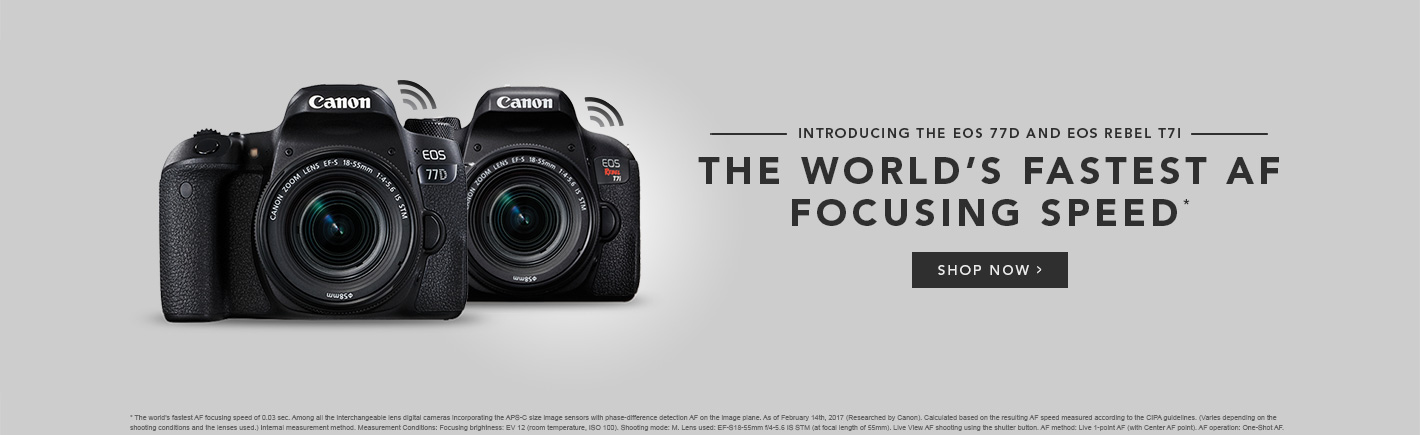 Canon
EOS
77D
CANON ZOOM LENS EF-S 18-55mm 1:4-5.6 IS STM
Φ58mm
Canon
EOS
Rebel
T7i
ZOOM LENS EF-S 18-55mm 1:4-5.6 IS STM
Φ58mm
INTRODUCING THE EOS 77D AND EOS REBEL T7I
THE WORLD'S FASTEST AF
FOCUSING SPEED*
SHOP NOW >
* The world's fastest AF focusing speed of 0.03 sec. Among all the interchangeable lens digital cameras incorporating the APS-C size image sensors with phase-difference detection AF on the image plane. As of February 14th, 2017 (Researched by Canon). Calculated based on the resulting AF speed measured according to the CIPA guidelines. (Varies depending on the
shooting conditions and the lenses used.) Internal measurement method. Measurement Conditions: Focusing brightness: EV 12 (room temperature, ISO 100). Shooting mode: M. Lens used: EF-S18-55mm f/4-5.6 IS STM (at focal length of 55mm). Live View AF shooting using the shutter button. AF method: Live 1-point AF (with Center AF point). AF operation: One-Shot AF.